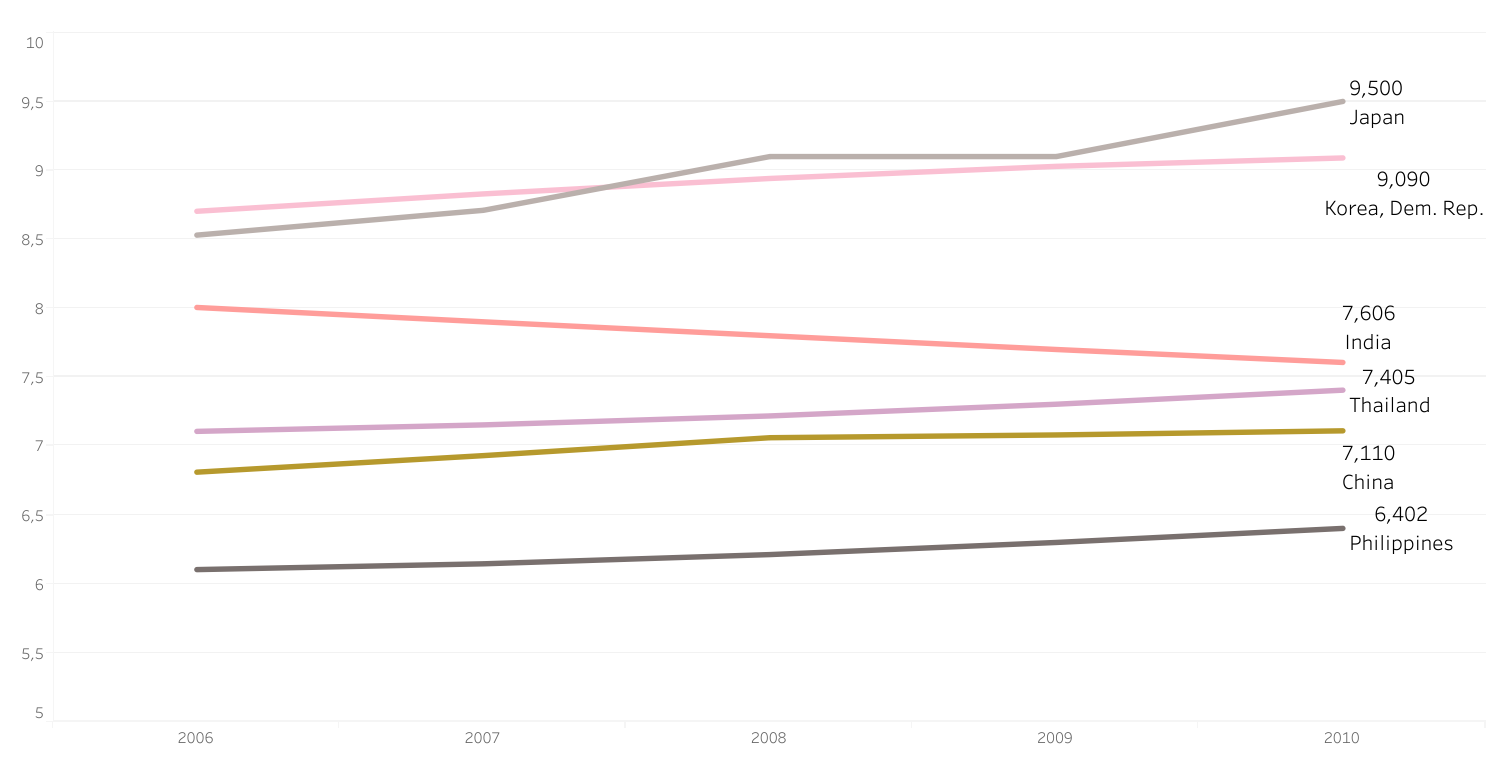 10
9,5
9
8,5
8
7,5
7
6,5
6
5,5
5
9,500
Japan
9,090
Korea, Dem. Rep.
7,606
India
7,405
Thailand
7,110
China
6,402
Philippines
2006 2007 2008 2009 2010